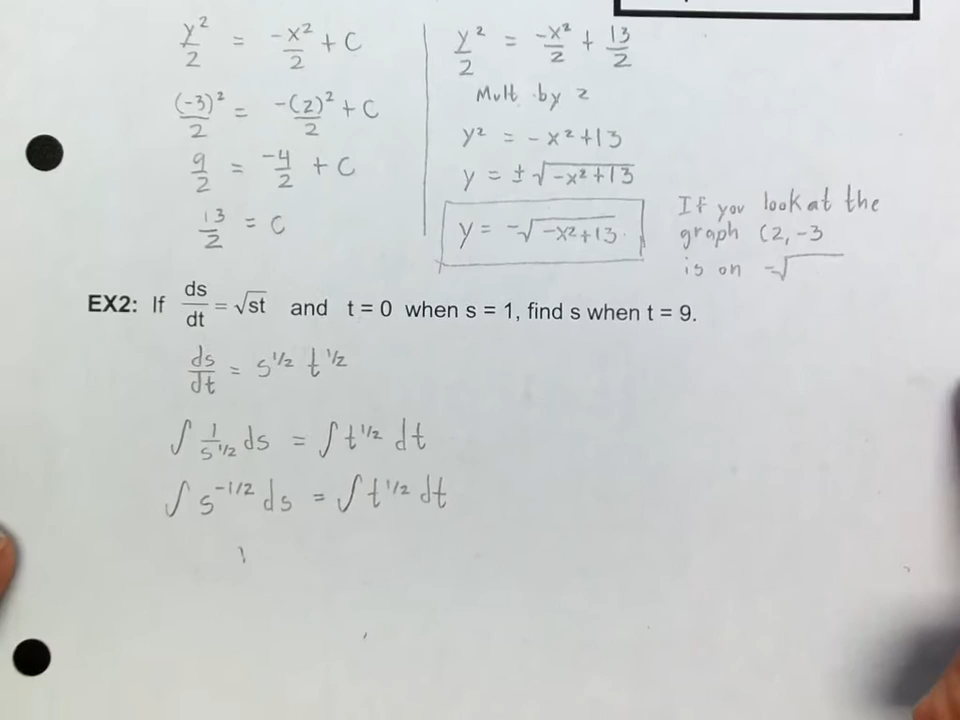 y²/2 = -x²/2 + C
(-3)²/2 = -(2)²/2 + C
9/2 = -4/2 + C
13/2 = C
y²/2 = -x²/2 + 13/2
Mult by 2
y² = -x²+13
y = ±√(-x²+13)
y = -√(-x²+13)
If you look at the
graph (2, -3
is on -√
EX2: If ds/dt = √st and t = 0 when s = 1, find s when t = 9.
ds/dt = s^1/2 t^1/2
∫ 1/s^1/2 ds = ∫ t^1/2 dt
∫ s^-1/2 ds = ∫ t^1/2 dt